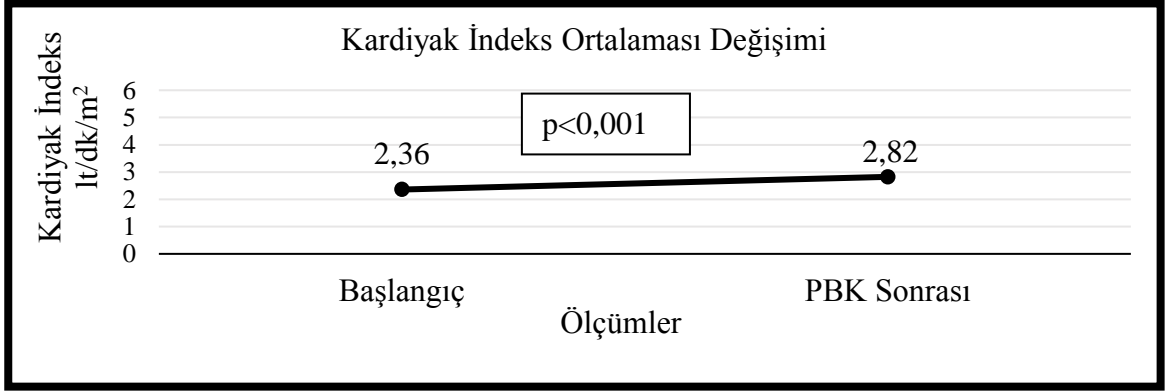 Kardiyak İndeks Ortalaması Değişimi
Kardiyak İndeks
lt/dk/m²
6
5
4
3
2
1
0
p<0,001
2,36
2,82
Başlangıç
PBK Sonrası
Ölçümler